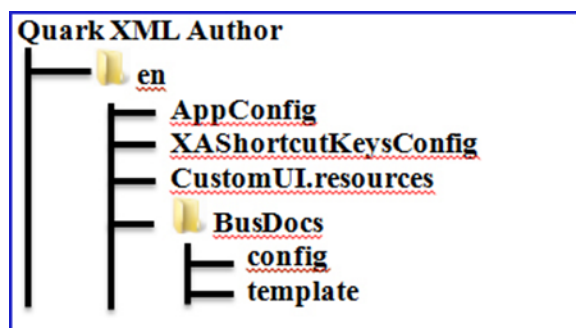 Quark XML Author
en
AppConfig
XAShortcutKeysConfig
CustomUI.resources
BusDocs
config
template